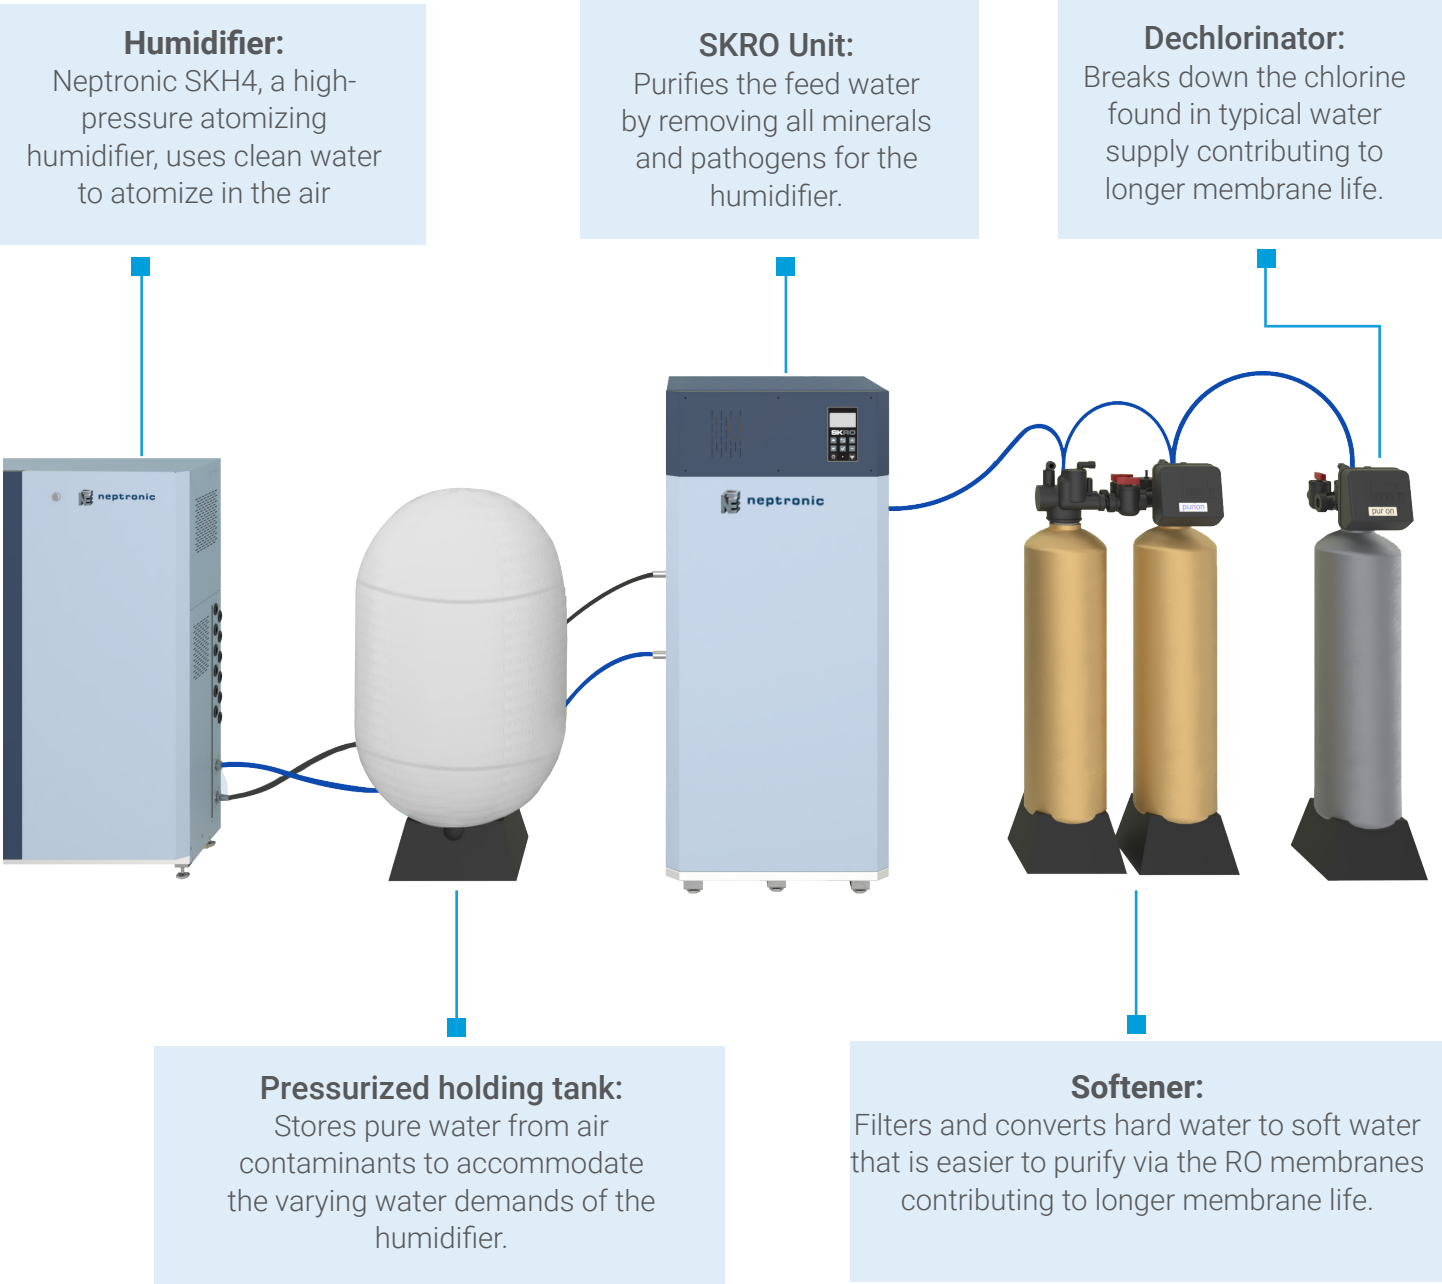 Humidifier:
Neptronic SKH4, a high-
pressure atomizing
humidifier, uses clean water
to atomize in the air
SKRO Unit:
Purifies the feed water
by removing all minerals
and pathogens for the
humidifier.
Dechlorinator:
Breaks down the chlorine
found in typical water
supply contributing to
longer membrane life.
SKRO
neptronic
neptronic
purion
pur on
Pressurized holding tank:
Stores pure water from air
contaminants to accommodate
the varying water demands of the
humidifier.
Softener:
Filters and converts hard water to soft water
that is easier to purify via the RO membranes
contributing to longer membrane life.